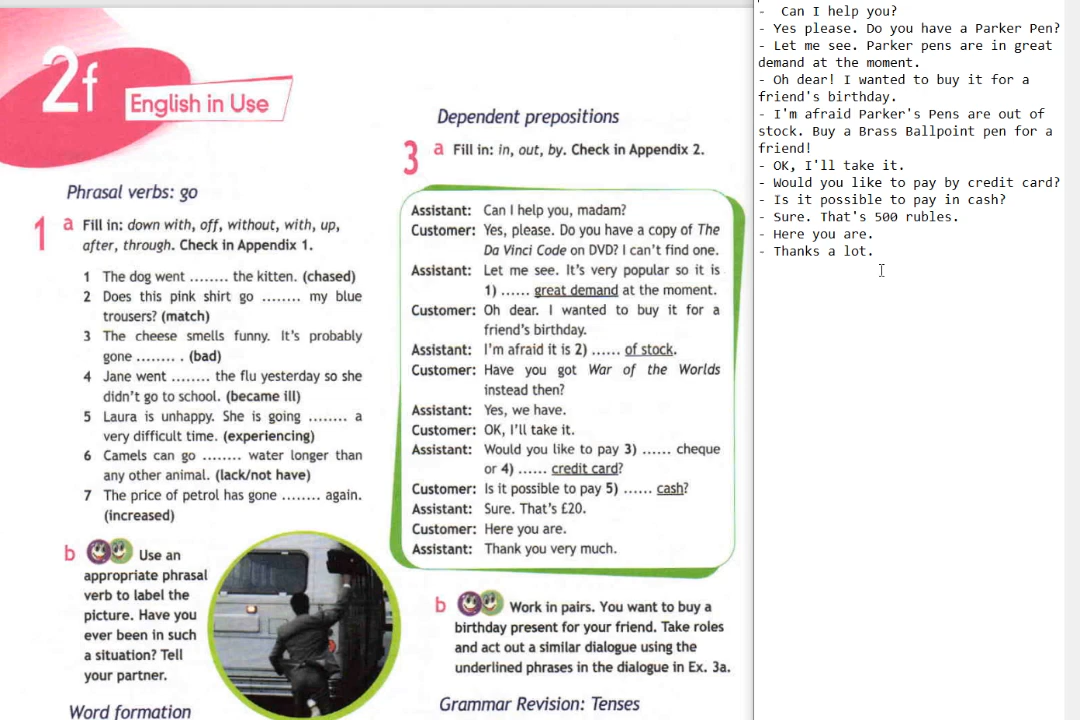 2f
English in Use
Phrasal verbs: go
1 a Fill in: down with, off, without, with, up,
after, through. Check in Appendix 1.
1 The dog went ........ the kitten. (chased)
2 Does this pink shirt go ........ my blue
trousers? (match)
3 The cheese smells funny. It's probably
gone ........ . (bad)
4 Jane went ........ the flu yesterday so she
didn't go to school. (became ill)
5 Laura is unhappy. She is going ........ a
very difficult time. (experiencing)
6 Camels can go ........ water longer than
any other animal. (lack/not have)
7 The price of petrol has gone ........ again.
(increased)
b Use an
appropriate phrasal
verb to label the
picture. Have you
ever been in such
a situation? Tell
your partner.
Word formation
Dependent prepositions
3 a Fill in: in, out, by. Check in Appendix 2.
Assistant: Can I help you, madam?
Customer: Yes, please. Do you have a copy of The
Da Vinci Code on DVD? I can't find one.
Assistant: Let me see. It's very popular so it is
1) ...... great demand at the moment.
Customer: Oh dear. I wanted to buy it for a
friend's birthday.
Assistant: I'm afraid it is 2) ...... of stock.
Customer: Have you got War of the Worlds
instead then?
Assistant: Yes, we have.
Customer: OK, I'll take it.
Assistant: Would you like to pay 3) ...... cheque
or 4) ...... credit card?
Customer: Is it possible to pay 5) ...... cash?
Assistant: Sure. That's £20.
Customer: Here you are.
Assistant: Thank you very much.
b Work in pairs. You want to buy a
birthday present for your friend. Take roles
and act out a similar dialogue using the
underlined phrases in the dialogue in Ex. 3a.
Grammar Revision: Tenses
- Can I help you?
- Yes please. Do you have a Parker Pen?
- Let me see. Parker pens are in great
demand at the moment.
- Oh dear! I wanted to buy it for a
friend's birthday.
- I'm afraid Parker's Pens are out of
stock. Buy a Brass Ballpoint pen for a
friend!
- OK, I'll take it.
- Would you like to pay by credit card?
- Is it possible to pay in cash?
- Sure. That's 500 rubles.
- Here you are.
- Thanks a lot.